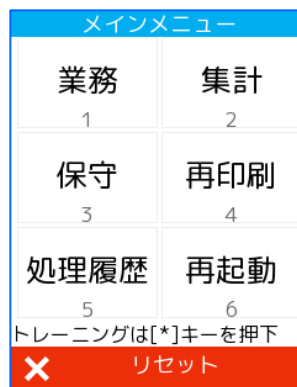 メインメニュー
業務 集計
1 2
保守 再印刷
3 4
処理履歴 再起動
5 6
トレーニングは[*]キーを押下
× リセット